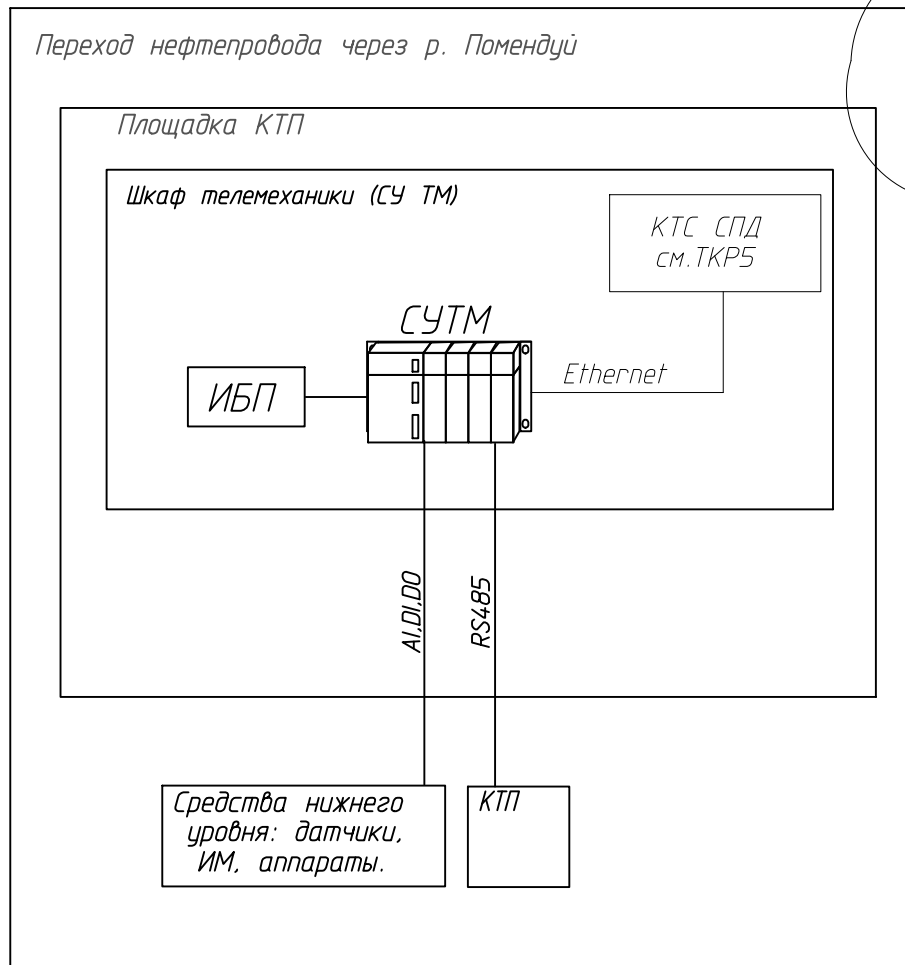 Переход нефтепровода через р. Помендуй
Площадка КТП
Шкаф телемеханики (СУ ТМ)
КТС СПД
см.ТКР5
СУТМ
ИБП
Ethernet
AI,DI,DO
RS485
Средства нижнего
уровня: датчики,
ИМ, аппараты.
КТП